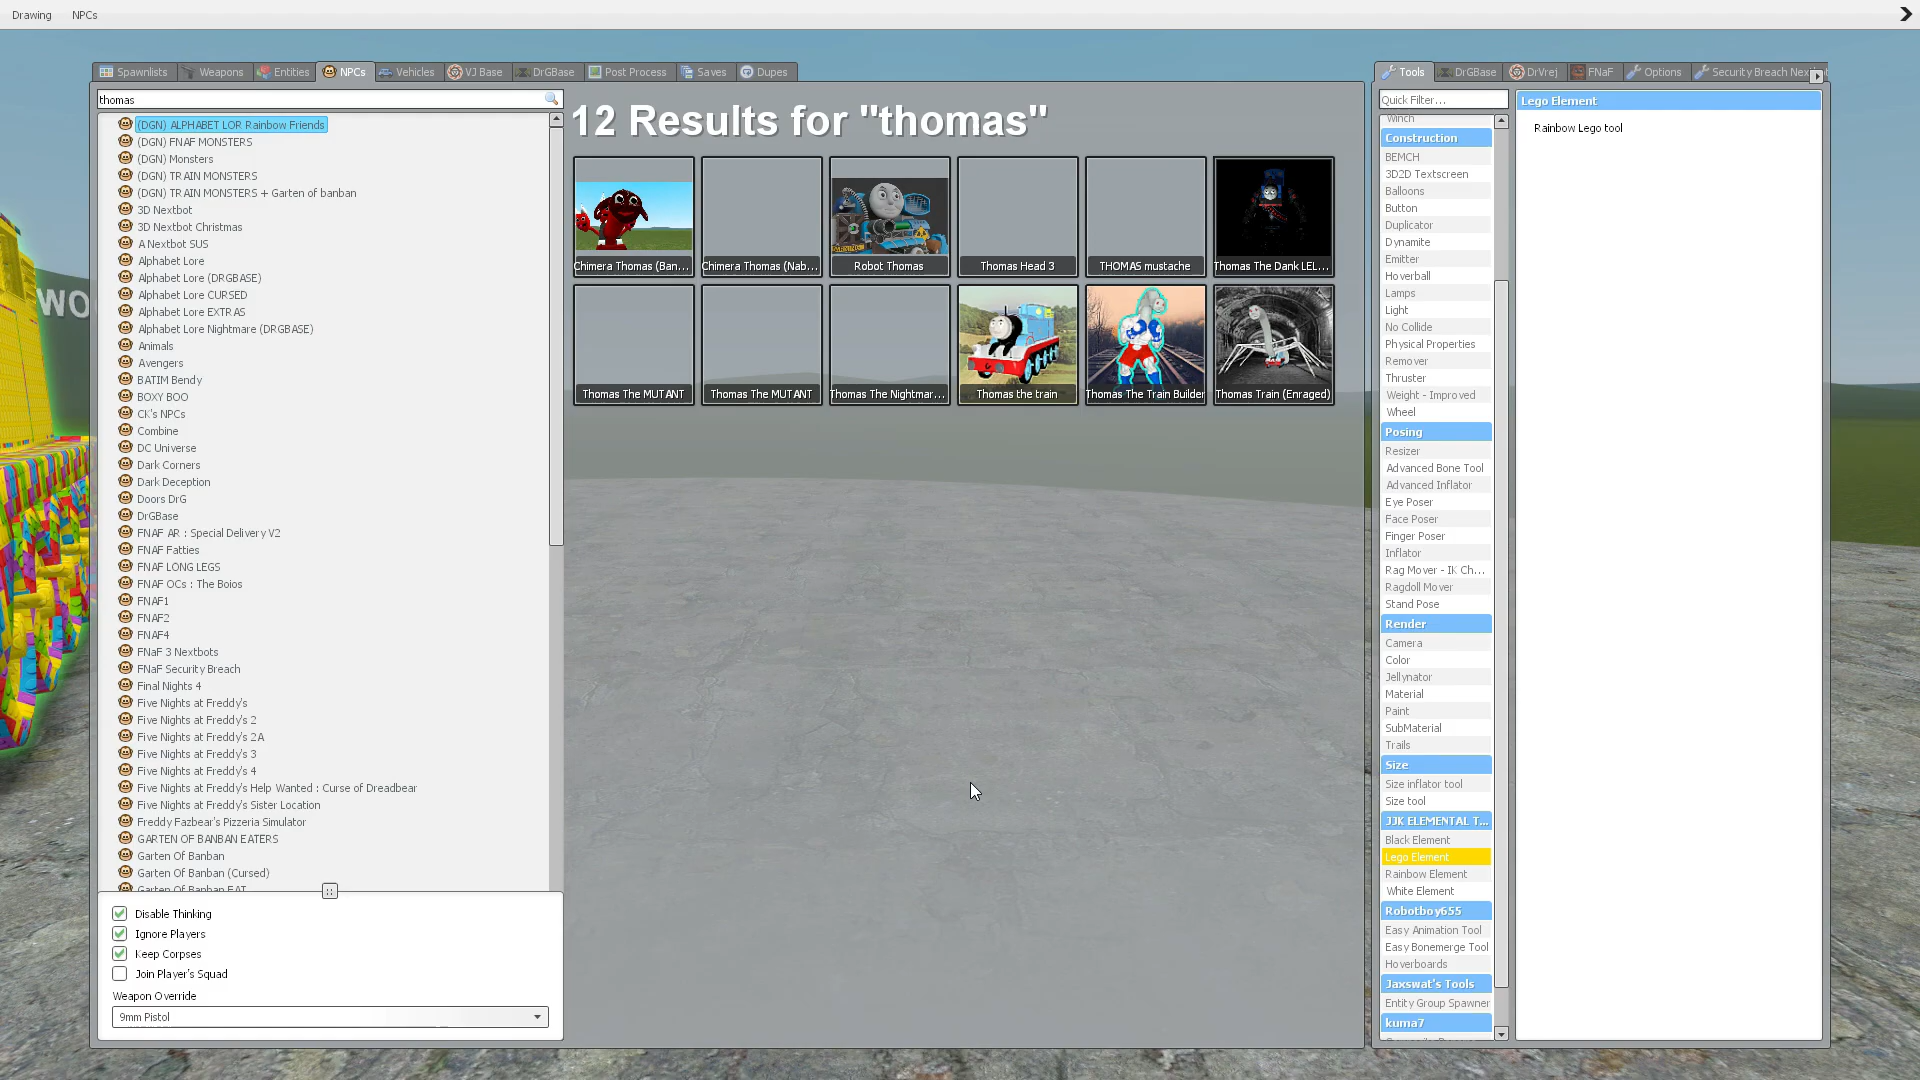 Drawing NPCs
Spawnlists Weapons Entities NPCs Vehicles VJ Base DrGBase Post Process Saves Dupes
thomas
(DGN) ALPHABET LOR Rainbow Friends
(DGN) FNAF MONSTERS
(DGN) Monsters
(DGN) TRAIN MONSTERS
(DGN) TRAIN MONSTERS + Garten of banban
3D Nextbot
3D Nextbot Christmas
A Nextbot SUS
Alphabet Lore
Alphabet Lore (DRGBASE)
Alphabet Lore CURSED
Alphabet Lore EXTRAS
Alphabet Lore Nightmare (DRGBASE)
Animals
Avengers
BATIM Bendy
BOXY BOO
CK's NPCs
Combine
DC Universe
Dark Corners
Dark Deception
Doors DrG
DrGBase
FNAF AR : Special Delivery V2
FNAF Fatties
FNAF LONG LEGS
FNAF OCs : The Boios
FNAF1
FNAF2
FNAF4
FNaF 3 Nextbots
FNaF Security Breach
Final Nights 4
Five Nights at Freddy's
Five Nights at Freddy's 2
Five Nights at Freddy's 2A
Five Nights at Freddy's 3
Five Nights at Freddy's 4
Five Nights at Freddy's Help Wanted : Curse of Dreadbear
Five Nights at Freddy's Sister Location
Freddy Fazbear's Pizzeria Simulator
GARTEN OF BANBAN EATERS
Garten Of Banban
Garten Of Banban (Cursed)
Garten Of Banban EAT
Disable Thinking
Ignore Players
Keep Corpses
Join Player's Squad
Weapon Override
9mm Pistol
12 Results for "thomas"
Chimera Thomas (Ban... Chimera Thomas (Nab... Robot Thomas Thomas Head 3 THOMAS mustache Thomas The Dank LEL...
Thomas The MUTANT Thomas The MUTANT Thomas The Nightmar... Thomas the train Thomas The Train Builder Thomas Train (Enraged)
WO
Tools DrGBase DrVrej FNaF Options Security Breach
Quick Filter...
Winch
Construction
BEMCH
3D2D Textscreen
Balloons
Button
Duplicator
Dynamite
Emitter
Hoverball
Lamps
Light
No Collide
Physical Properties
Remover
Thruster
Weight - Improved
Wheel
Posing
Resizer
Advanced Bone Tool
Advanced Inflator
Eye Poser
Face Poser
Finger Poser
Inflator
Rag Mover - IK Ch...
Ragdoll Mover
Stand Pose
Render
Camera
Color
Jellynator
Material
Paint
SubMaterial
Trails
Size
Size inflator tool
Size tool
JJK ELEMENTAL T...
Black Element
Lego Element
Rainbow Element
White Element
Robotboy655
Easy Animation Tool
Easy Bonemerge Tool
Hoverboards
Jaxswat's Tools
Entity Group Spawner
kuma7
Lego Element
Rainbow Lego tool